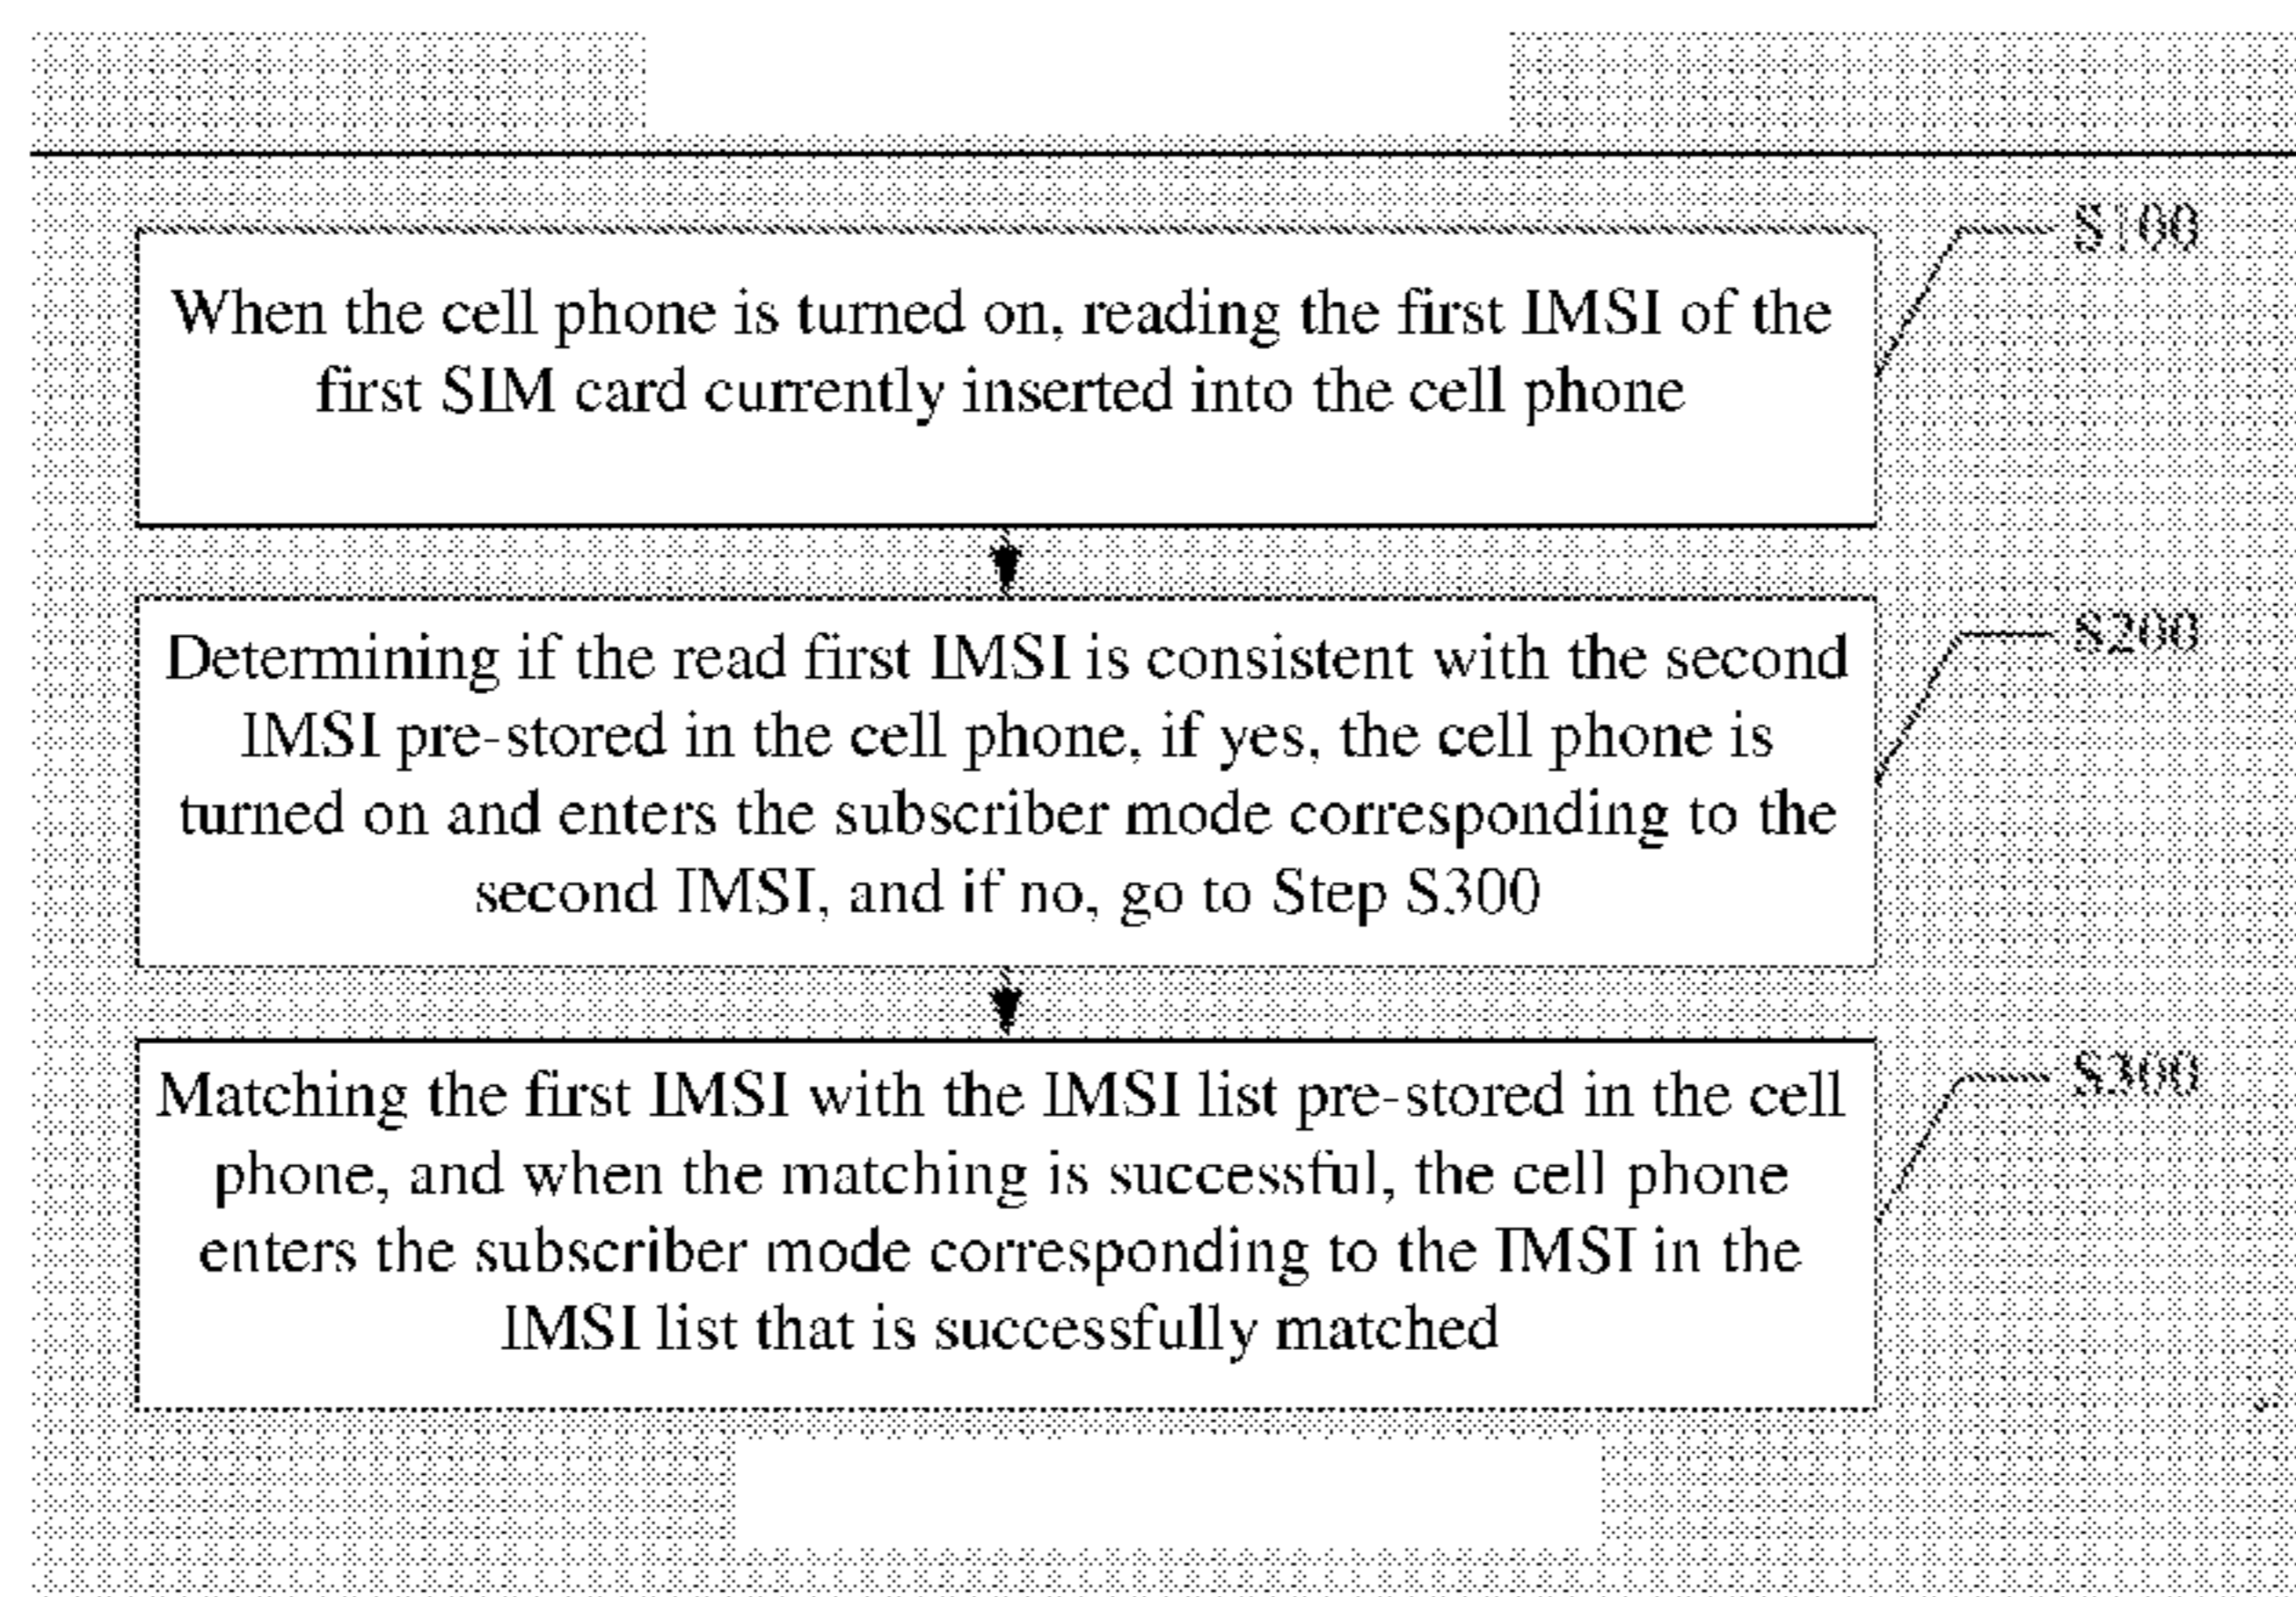 S100
When the cell phone is turned on, reading the first IMSI of the
first SIM card currently inserted into the cell phone
S200
Determining if the read first IMSI is consistent with the second
IMSI pre-stored in the cell phone, if yes, the cell phone is
turned on and enters the subscriber mode corresponding to the
second IMSI, and if no, go to Step S300
S300
Matching the first IMSI with the IMSI list pre-stored in the cell
phone, and when the matching is successful, the cell phone
enters the subscriber mode corresponding to the IMSI in the
IMSI list that is successfully matched